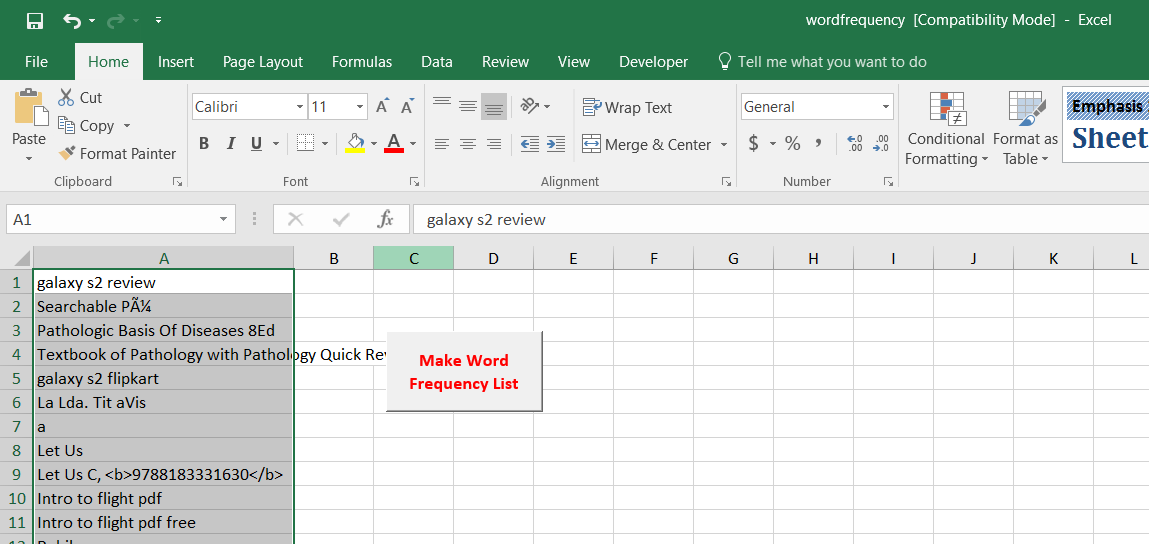 wordfrequency [Compatibility Mode] - Excel
File Home Insert Page Layout Formulas Data Review View Developer Tell me what you want to do
Paste
Cut
Copy
Format Painter
Clipboard
Calibri 11 A A
B I U A
Font
Wrap Text
Merge & Center
Alignment
General
$ % , .0 .00 .00 .0
Number
Conditional Formatting
Format as Table
Emphasis
Sheet
A1 fx galaxy s2 review
A B C D E F G H I J K L
1 galaxy s2 review
2 Searchable PÃ¼
3 Pathologic Basis Of Diseases 8Ed
4 Textbook of Pathology with Pathology Quick Re
5 galaxy s2 flipkart
6 La Lda. Tit aVis
7 a
8 Let Us
9 Let Us C, <b>9788183331630</b>
10 Intro to flight pdf
11 Intro to flight pdf free
Make Word
Frequency List